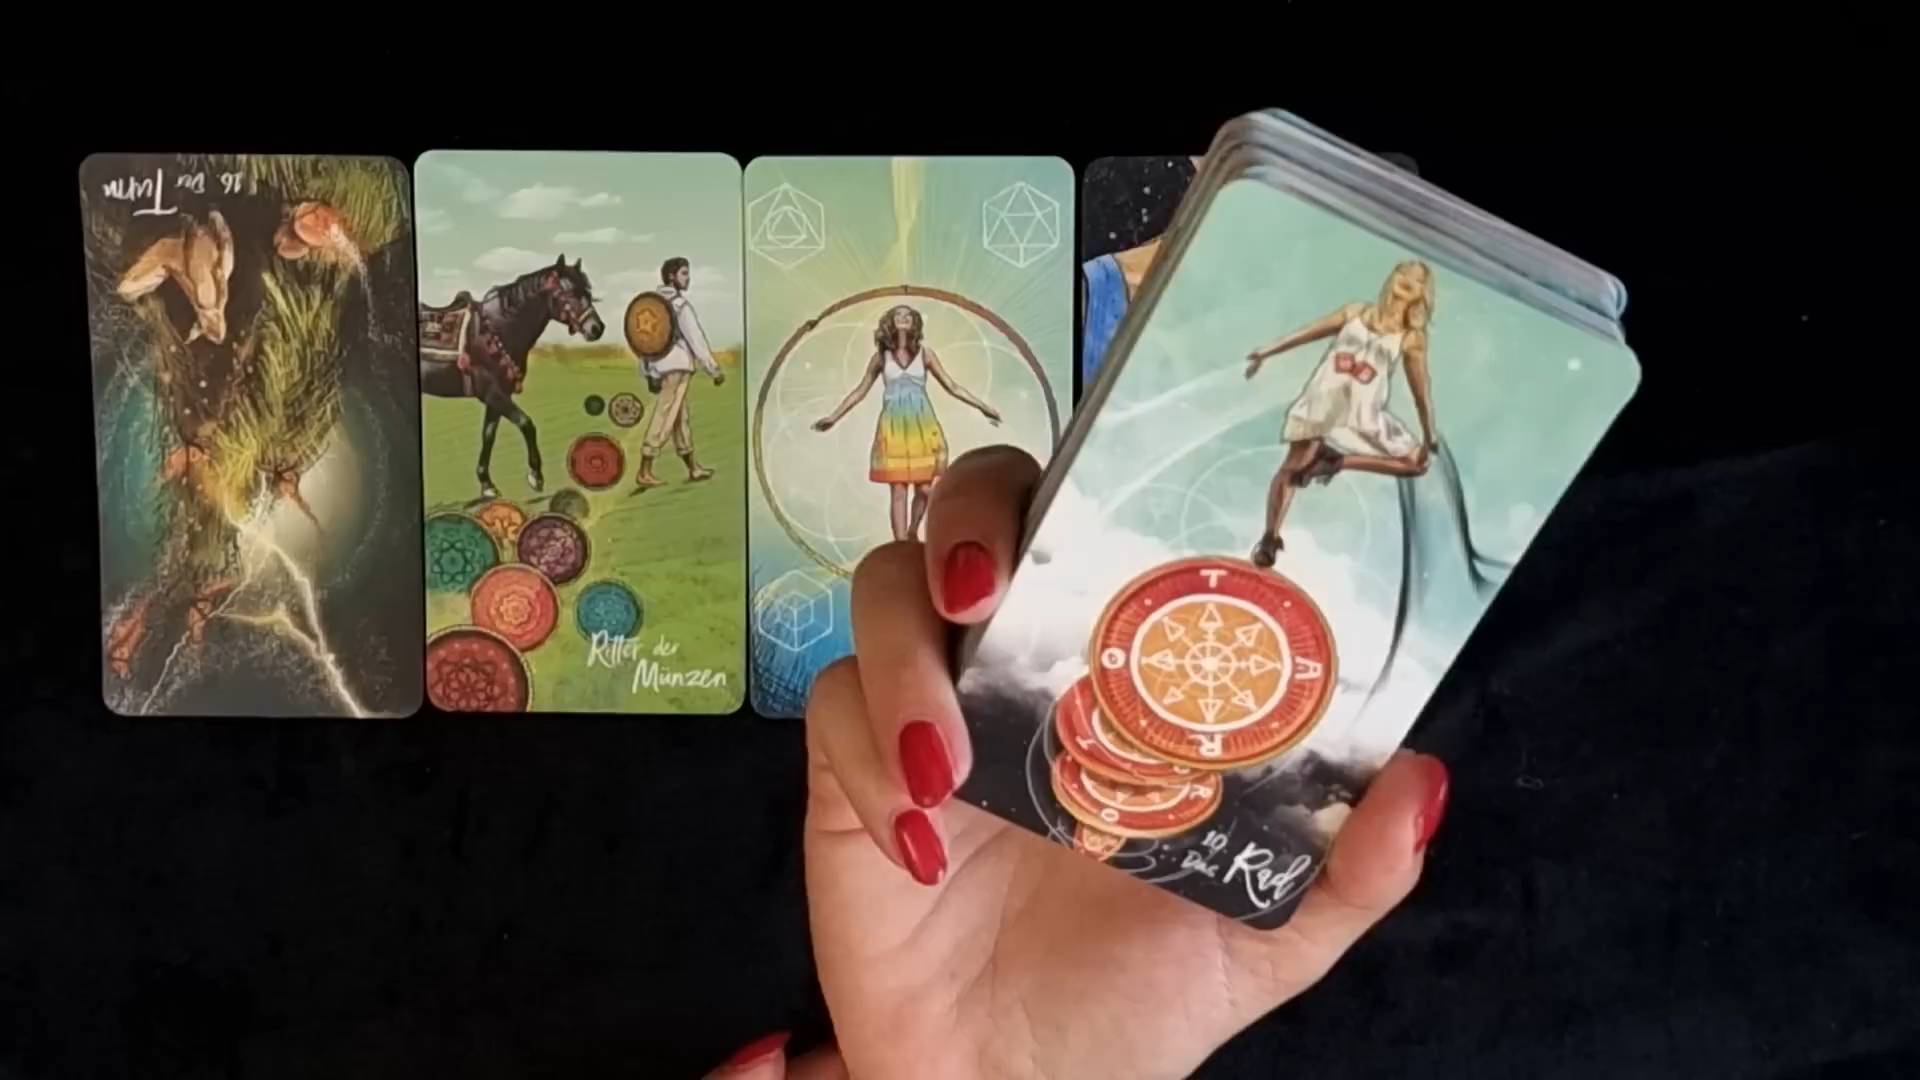 16. Der Turm
Ritter der
Münzen
T
A
R
O
T
R
O
10.
Das Rad